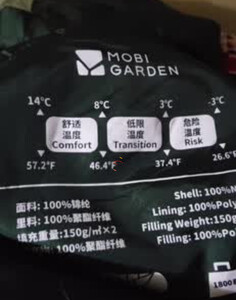 MOBI
GARDEN
14℃ 8℃ 3℃ -3℃
舒适 低限 危险
温度 温度 温度
Comfort Transition Risk
57.2°F 46.4°F 37.4°F 26.6°
Shell: 100%N
面料：100%锦纶 Lining: 100%Poly
里料：100%聚酯纤维 Filling Weight:150g
填充重量：150g/㎡×2 Filling: 100%Po
100%聚酯纤维
1800